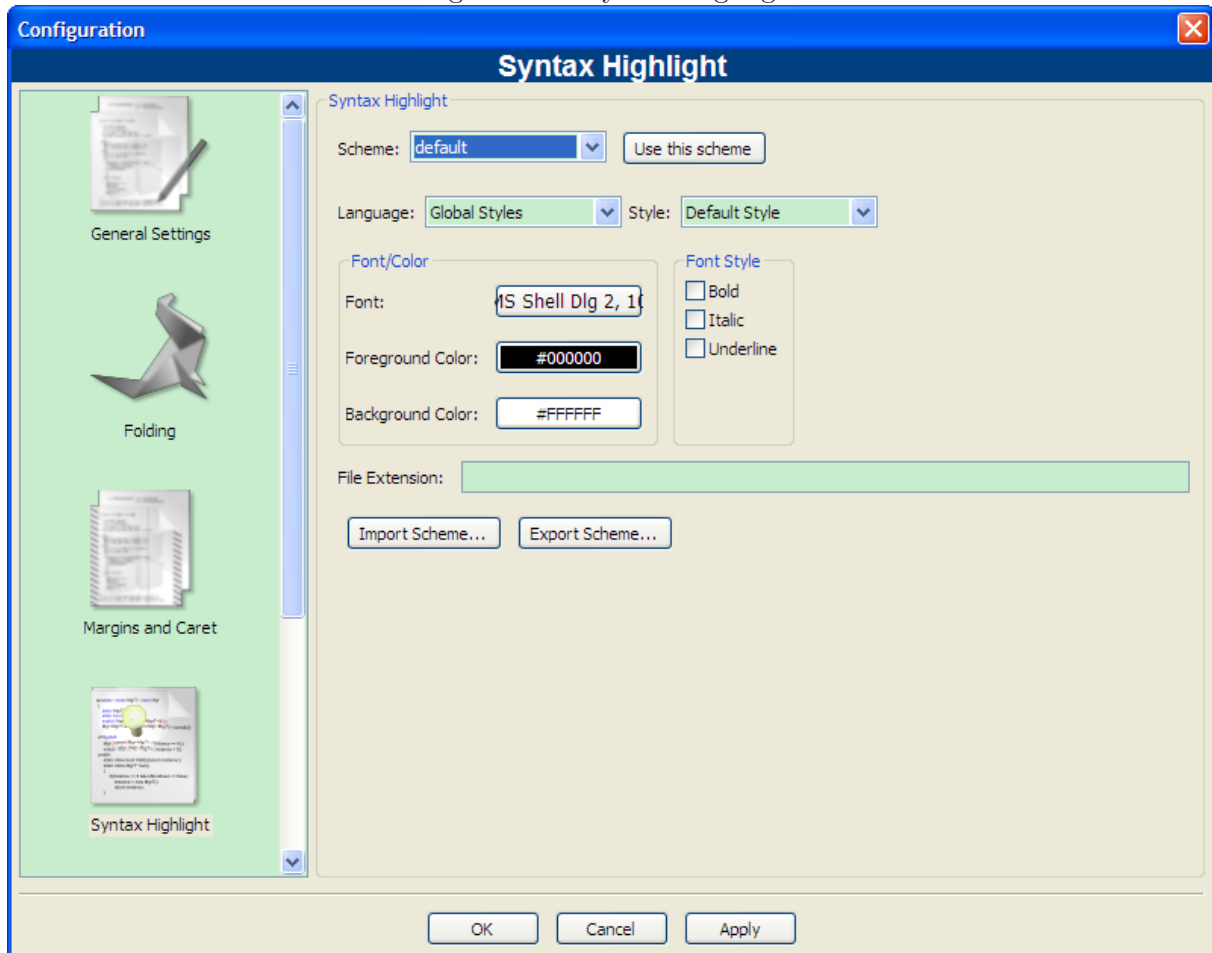 Configuration
Syntax Highlight
General Settings
Folding
Margins and Caret
Syntax Highlight
Syntax Highlight
Scheme: default Use this scheme
Language: Global Styles Style: Default Style
Font/Color
Font: MS Shell Dlg 2, 10
Foreground Color: #000000
Background Color: #FFFFFF
Font Style
Bold
Italic
Underline
File Extension:
Import Scheme... Export Scheme...
OK Cancel Apply